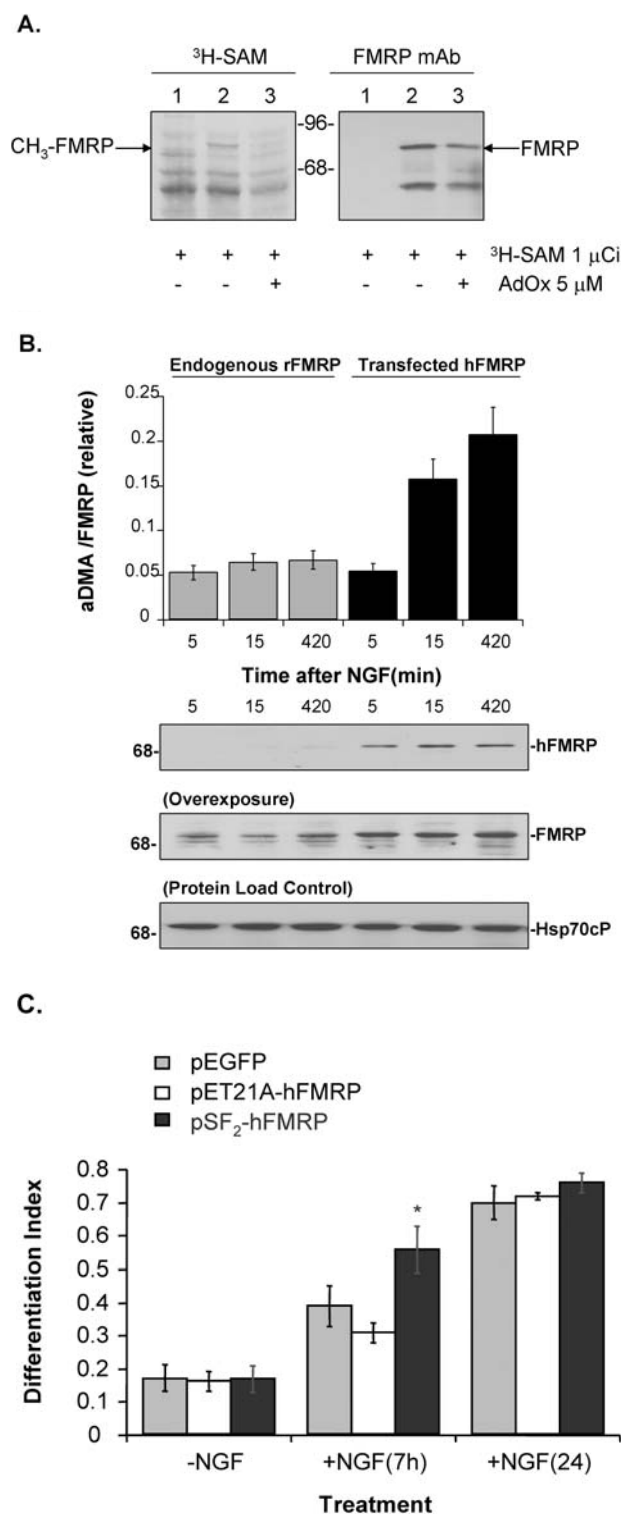 A.
³H-SAM FMRP mAb
1 2 3 1 2 3
CH₃-FMRP -96- FMRP
-68-
+ + + + + + ³H-SAM 1 μCi
- - + - - + AdOx 5 μM
B.
Endogenous rFMRP Transfected hFMRP
aDMA /FMRP (relative)
0.25
0.2
0.15
0.1
0.05
0
5 15 420 5 15 420
Time after NGF(min)
5 15 420 5 15 420
68- -hFMRP
(Overexposure)
68- -FMRP
(Protein Load Control)
68- -Hsp70cP
C.
pEGFP
pET21A-hFMRP
pSF₂-hFMRP
Differentiation Index
0.8
0.7
0.6
0.5
0.4
0.3
0.2
0.1
0
*
-NGF +NGF(7h) +NGF(24)
Treatment